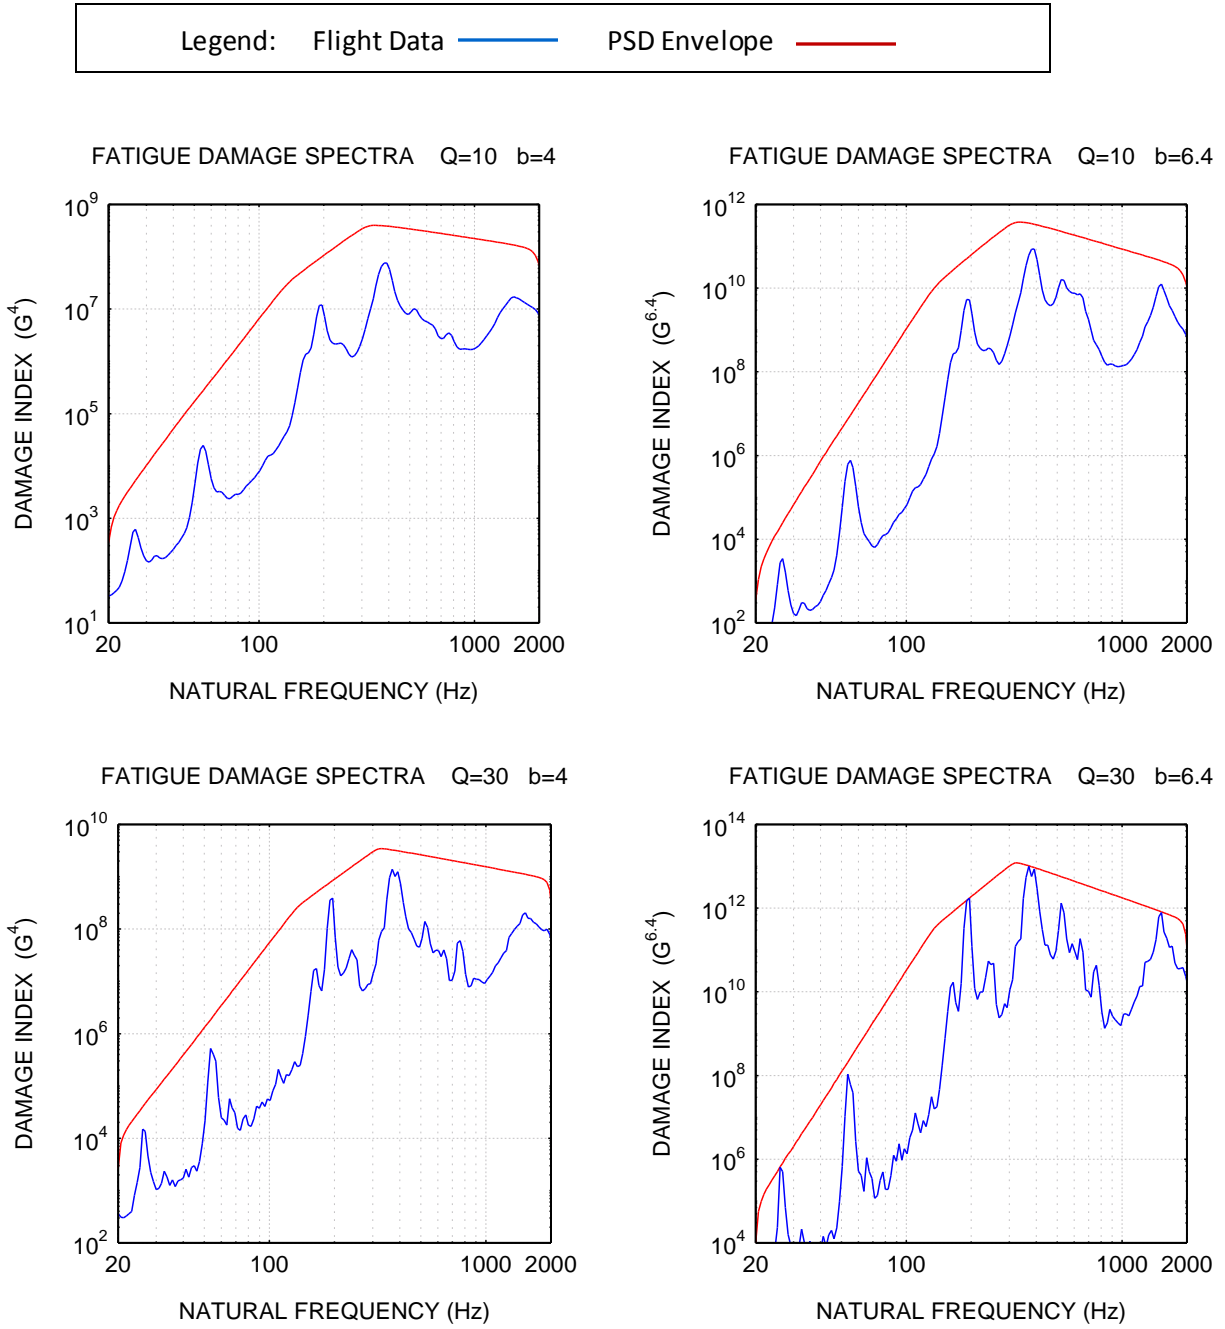 Legend: Flight Data PSD Envelope
FATIGUE DAMAGE SPECTRA Q=10 b=4
10^9
10^7
10^5
10^3
10^1
DAMAGE INDEX (G^4)
20 100 1000 2000
NATURAL FREQUENCY (Hz)
FATIGUE DAMAGE SPECTRA Q=10 b=6.4
10^12
10^10
10^8
10^6
10^4
10^2
DAMAGE INDEX (G^6.4)
20 100 1000 2000
NATURAL FREQUENCY (Hz)
FATIGUE DAMAGE SPECTRA Q=30 b=4
10^10
10^8
10^6
10^4
10^2
DAMAGE INDEX (G^4)
20 100 1000 2000
NATURAL FREQUENCY (Hz)
FATIGUE DAMAGE SPECTRA Q=30 b=6.4
10^14
10^12
10^10
10^8
10^6
10^4
DAMAGE INDEX (G^6.4)
20 100 1000 2000
NATURAL FREQUENCY (Hz)